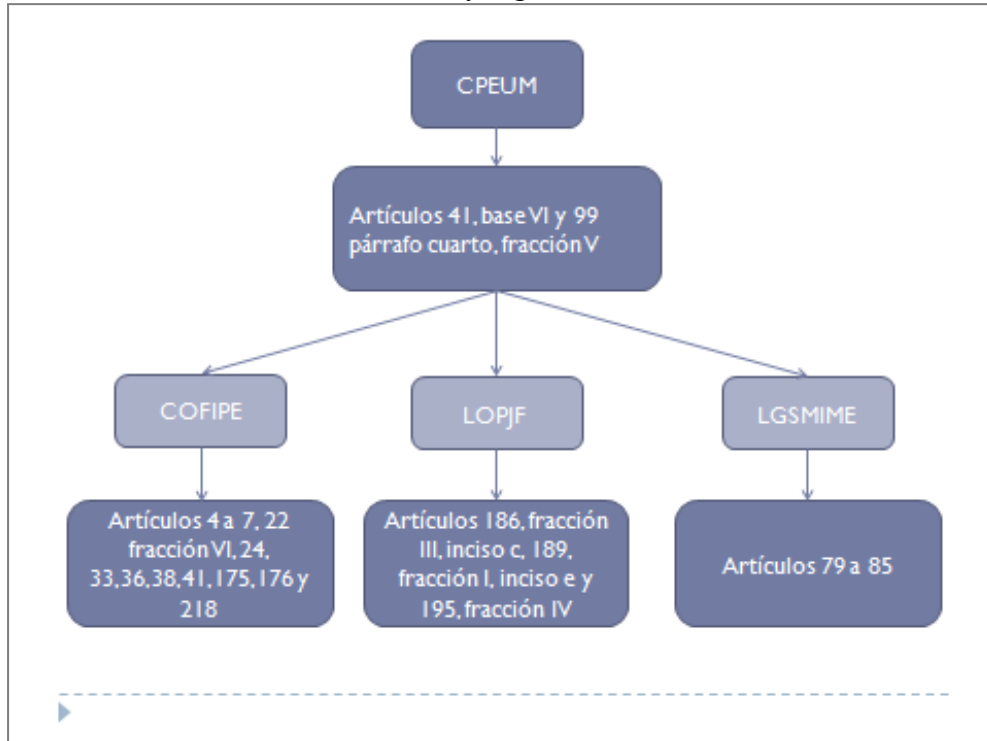 CPEUM
Artículos 41, base VI y 99
párrafo cuarto, fracción V
COFIPE
LOPJF
LGSMIME
Artículos 4 a 7, 22
fracción VI, 24,
33,36,38,41,175,176 y
218
Artículos 186, fracción
III, inciso c, 189,
fracción I, inciso e y
195, fracción IV
Artículos 79 a 85